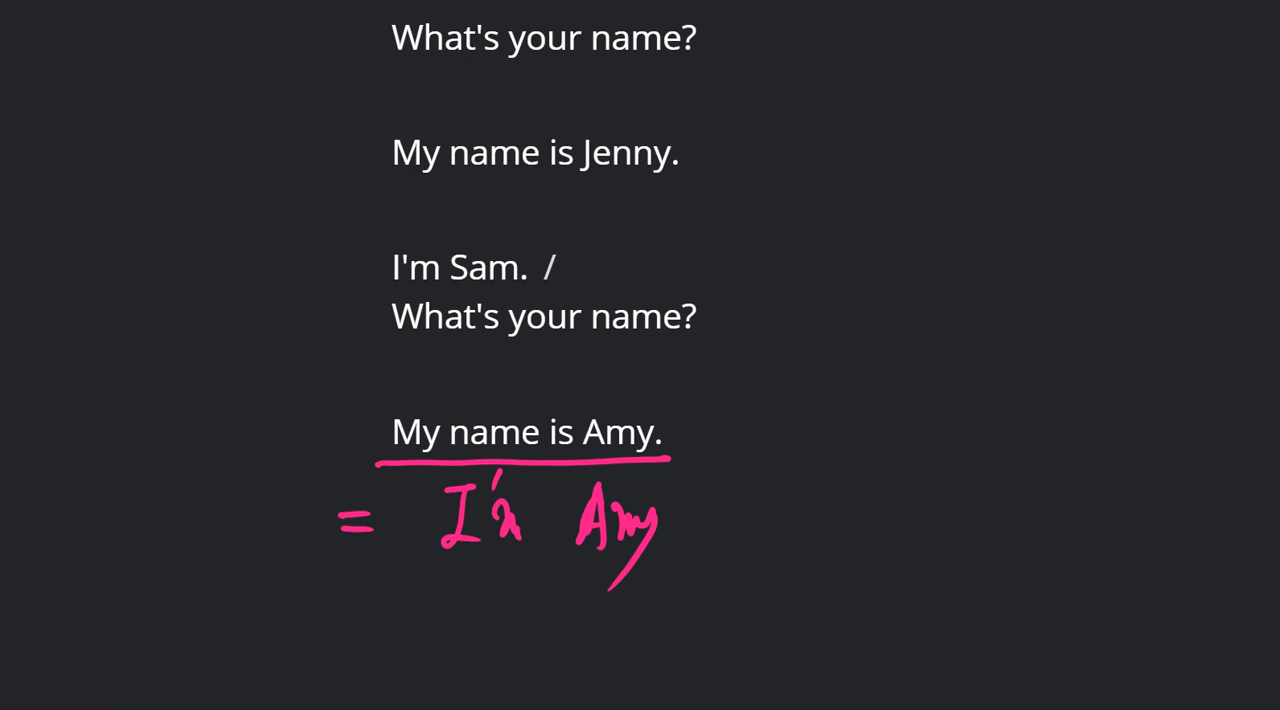 What's your name?
My name is Jenny.
I'm Sam. /
What's your name?
My name is Amy.
= I'm Amy